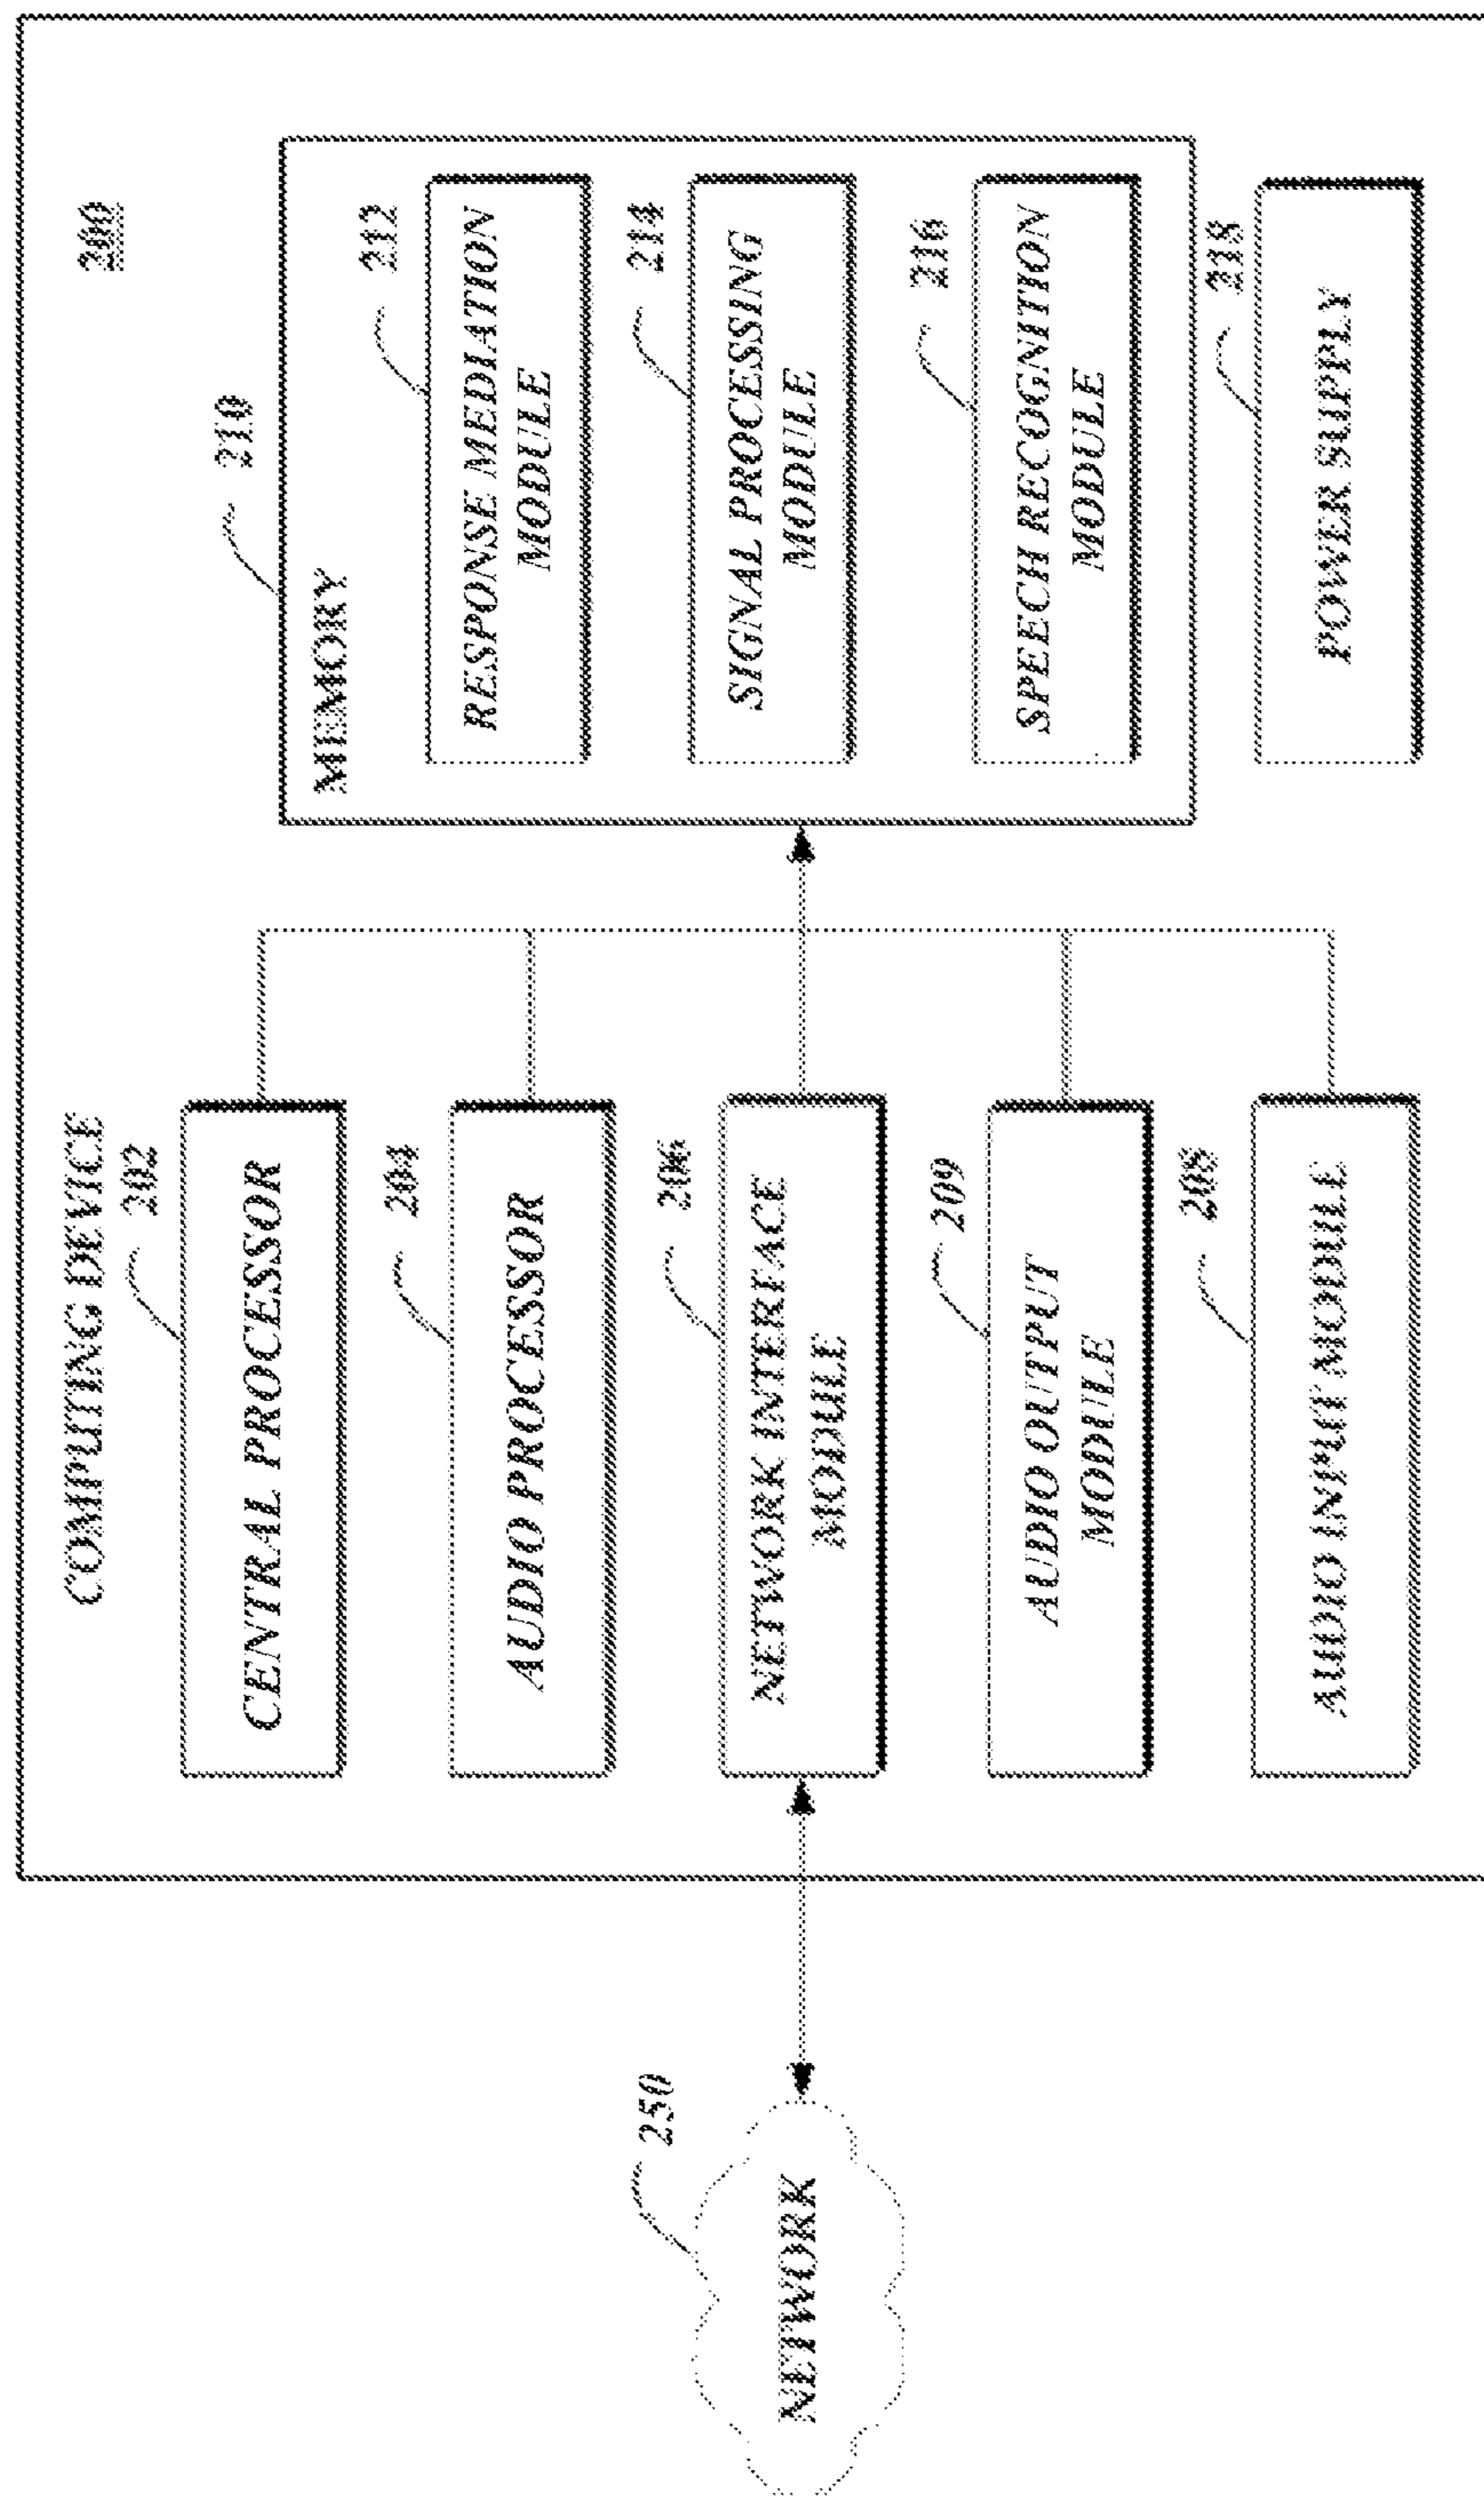 COMPUTING DEVICE
200
202
CENTRAL PROCESSOR
204
AUDIO PROCESSOR
206
NETWORK INTERFACE
MODULE
209
AUDIO OUTPUT
MODULE
208
AUDIO INPUT MODULE
210
MEMORY
212
RESPONSE MEDIATION
MODULE
214
SIGNAL PROCESSING
MODULE
216
SPEECH RECOGNITION
MODULE
218
POWER SUPPLY
250
NETWORK